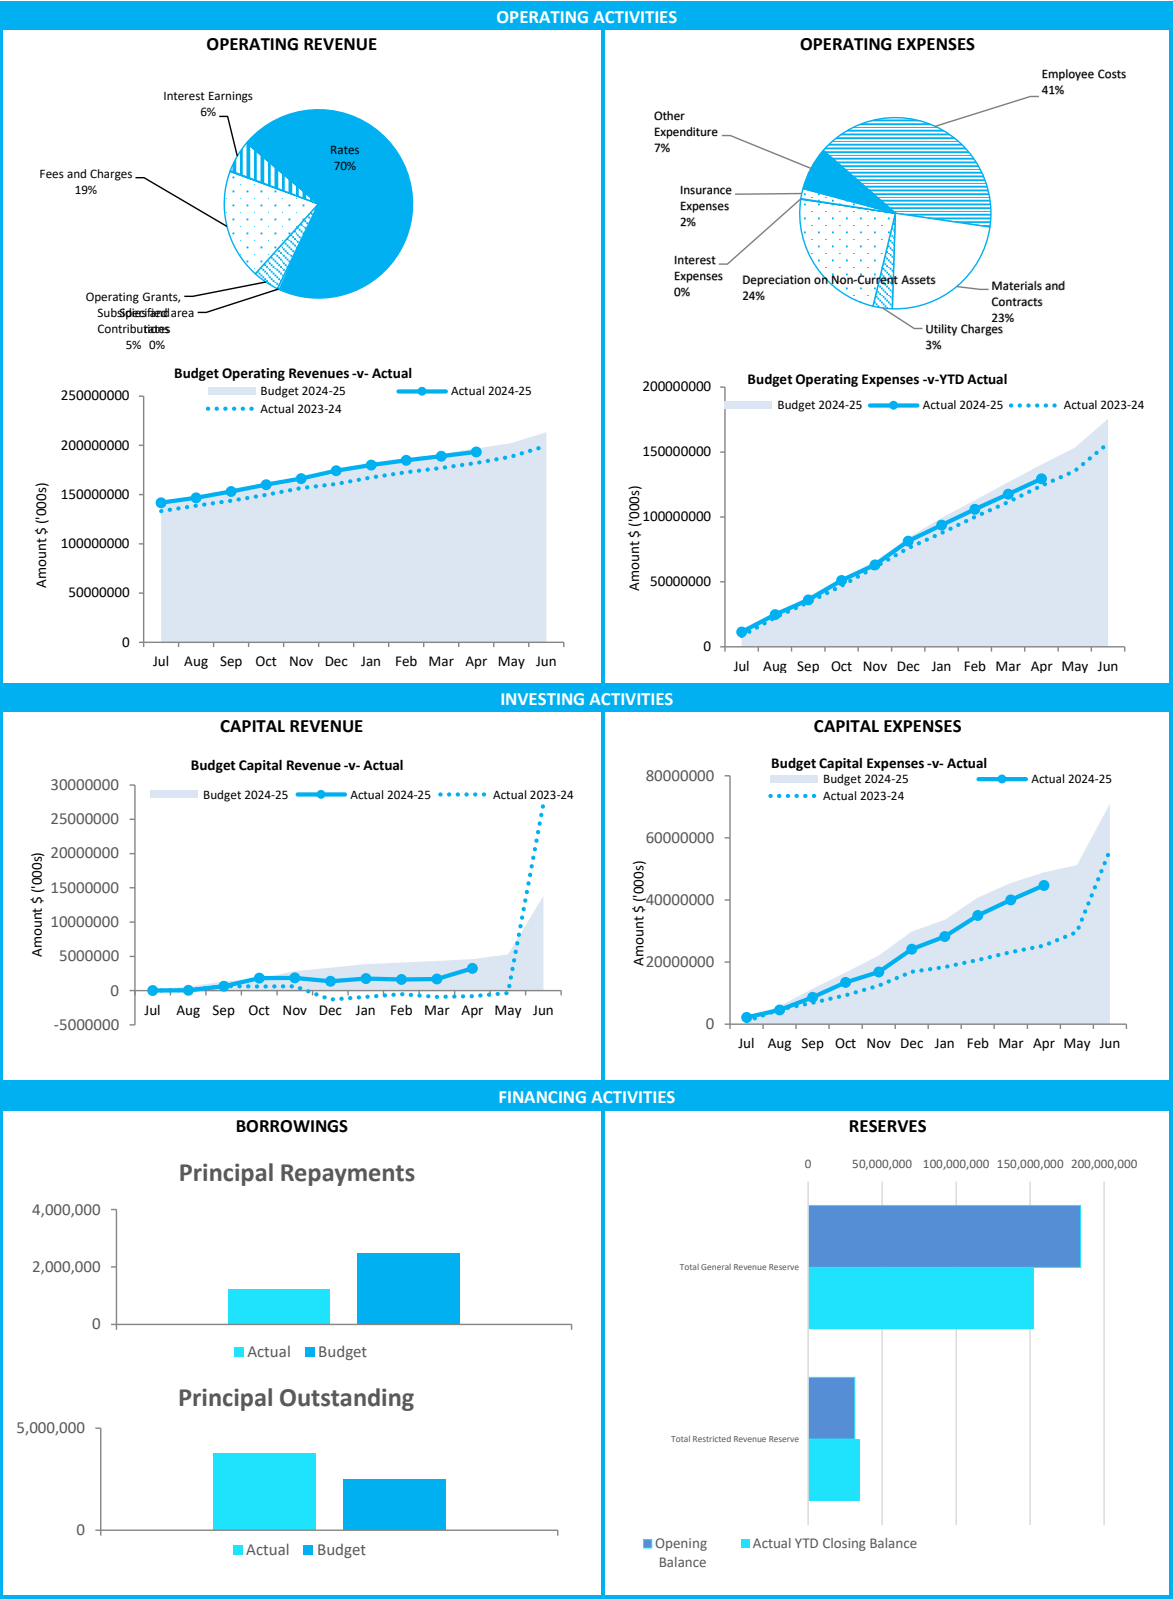 OPERATING ACTIVITIES
OPERATING REVENUE
Interest Earnings
6%
Rates
70%
Fees and Charges
19%
Operating Grants,
Subsidies and
Contributions
5%
Specified area
rates
0%
Budget Operating Revenues -v- Actual
Budget 2024-25
Actual 2024-25
Actual 2023-24
Amount $ ('000s)
250000000
200000000
150000000
100000000
50000000
0
Jul Aug Sep Oct Nov Dec Jan Feb Mar Apr May Jun
OPERATING EXPENSES
Employee Costs
41%
Other
Expenditure
7%
Insurance
Expenses
2%
Interest
Expenses
0%
Depreciation on Non-Current Assets
24%
Materials and
Contracts
23%
Utility Charges
3%
Budget Operating Expenses -v-YTD Actual
Budget 2024-25
Actual 2024-25
Actual 2023-24
Amount $ ('000s)
200000000
150000000
100000000
50000000
0
Jul Aug Sep Oct Nov Dec Jan Feb Mar Apr May Jun
INVESTING ACTIVITIES
CAPITAL REVENUE
Budget Capital Revenue -v- Actual
Budget 2024-25
Actual 2024-25
Actual 2023-24
Amount $ ('000s)
30000000
25000000
20000000
15000000
10000000
5000000
0
-5000000
Jul Aug Sep Oct Nov Dec Jan Feb Mar Apr May Jun
CAPITAL EXPENSES
Budget Capital Expenses -v- Actual
Budget 2024-25
Actual 2024-25
Actual 2023-24
Amount $ ('000s)
80000000
60000000
40000000
20000000
0
Jul Aug Sep Oct Nov Dec Jan Feb Mar Apr May Jun
FINANCING ACTIVITIES
BORROWINGS
Principal Repayments
4,000,000
2,000,000
0
Actual Budget
Principal Outstanding
5,000,000
0
Actual Budget
RESERVES
0 50,000,000 100,000,000 150,000,000 200,000,000
Total General Revenue Reserve
Total Restricted Revenue Reserve
Opening
Balance
Actual YTD Closing Balance